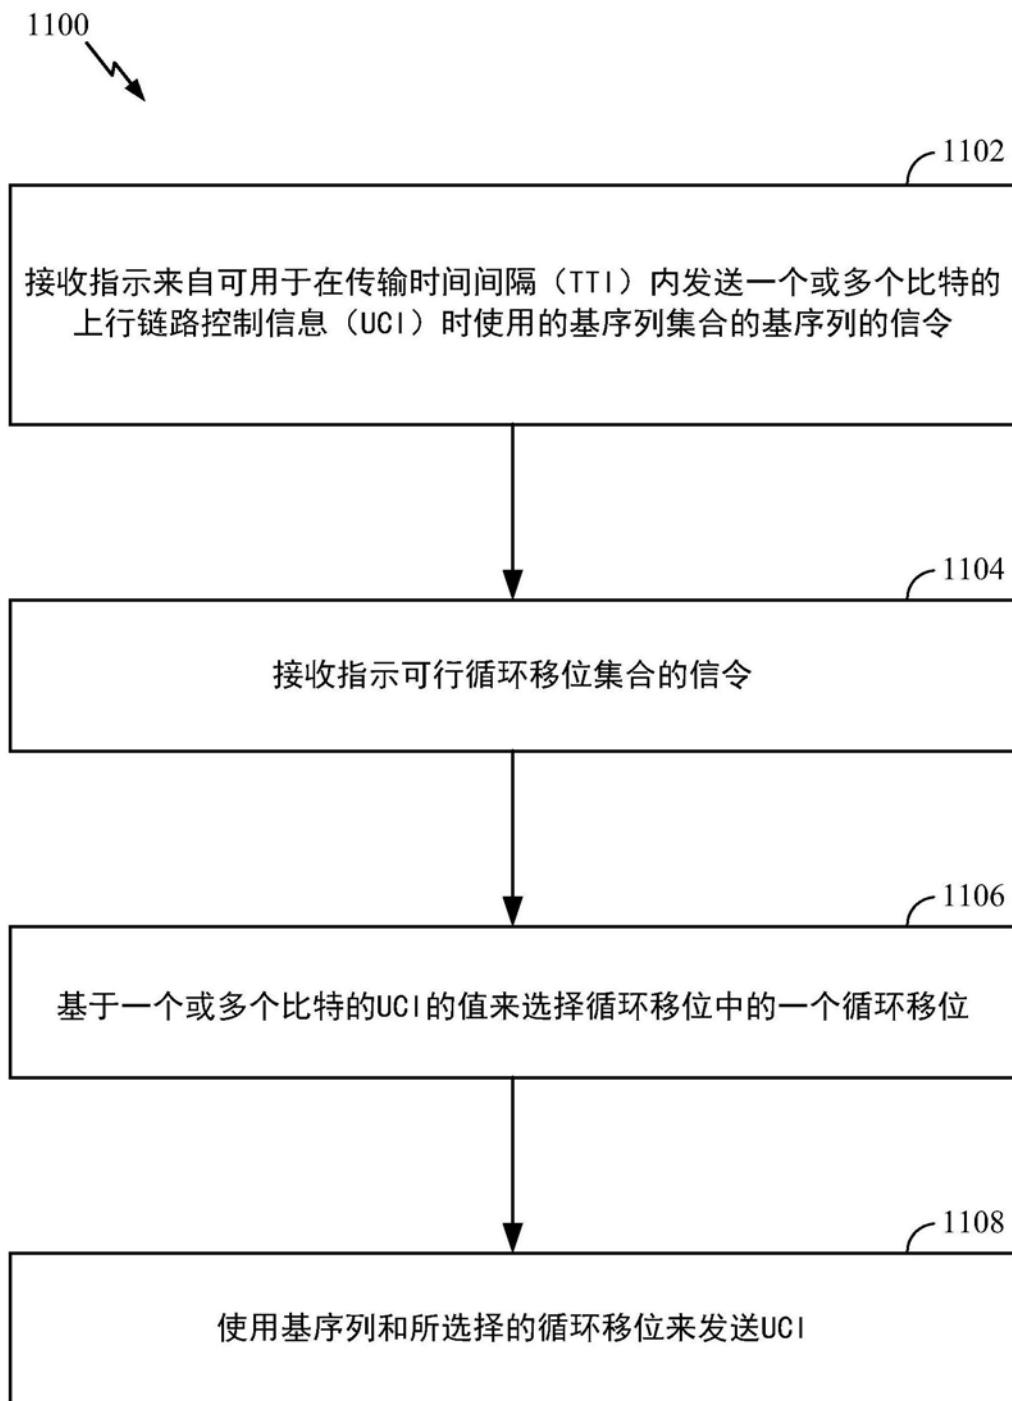 1100
1102
接收指示来自可用于在传输时间间隔（TTI）内发送一个或多个比特的
上行链路控制信息（UCI）时使用的基序列集合的基序列的信令
1104
接收指示可行循环移位集合的信令
1106
基于一个或多个比特的UCI的值来选择循环移位中的一个循环移位
1108
使用基序列和所选择的循环移位来发送UCI